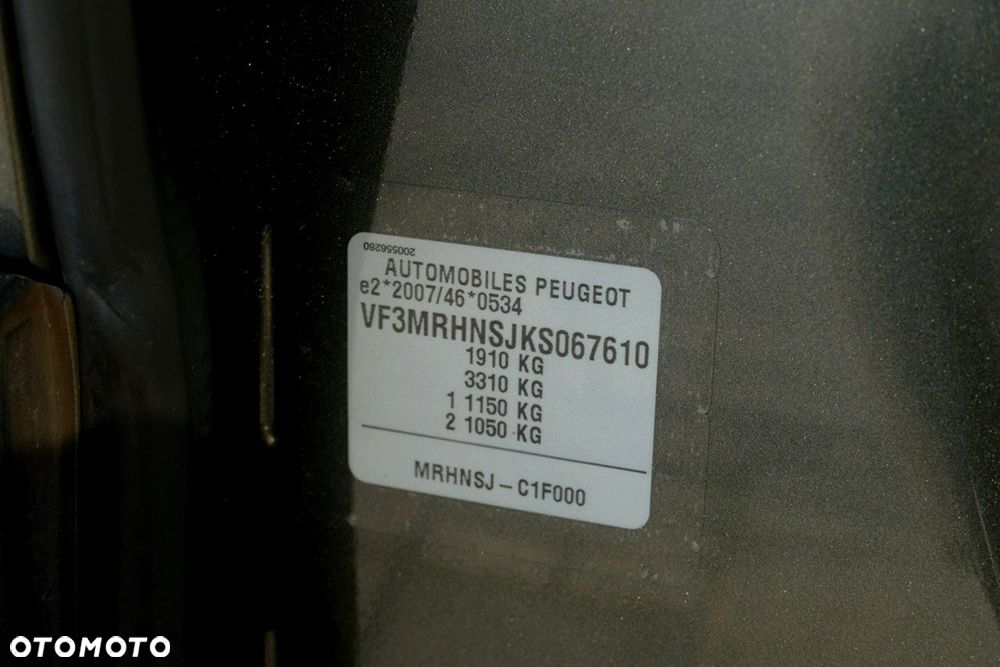 200556280
AUTOMOBILES PEUGEOT
e2*2007/46*0534
VF3MRHNSJKS067610
1910 KG
3310 KG
1 1150 KG
2 1050 KG
MRHNSJ – C1F000
OTOMOTO